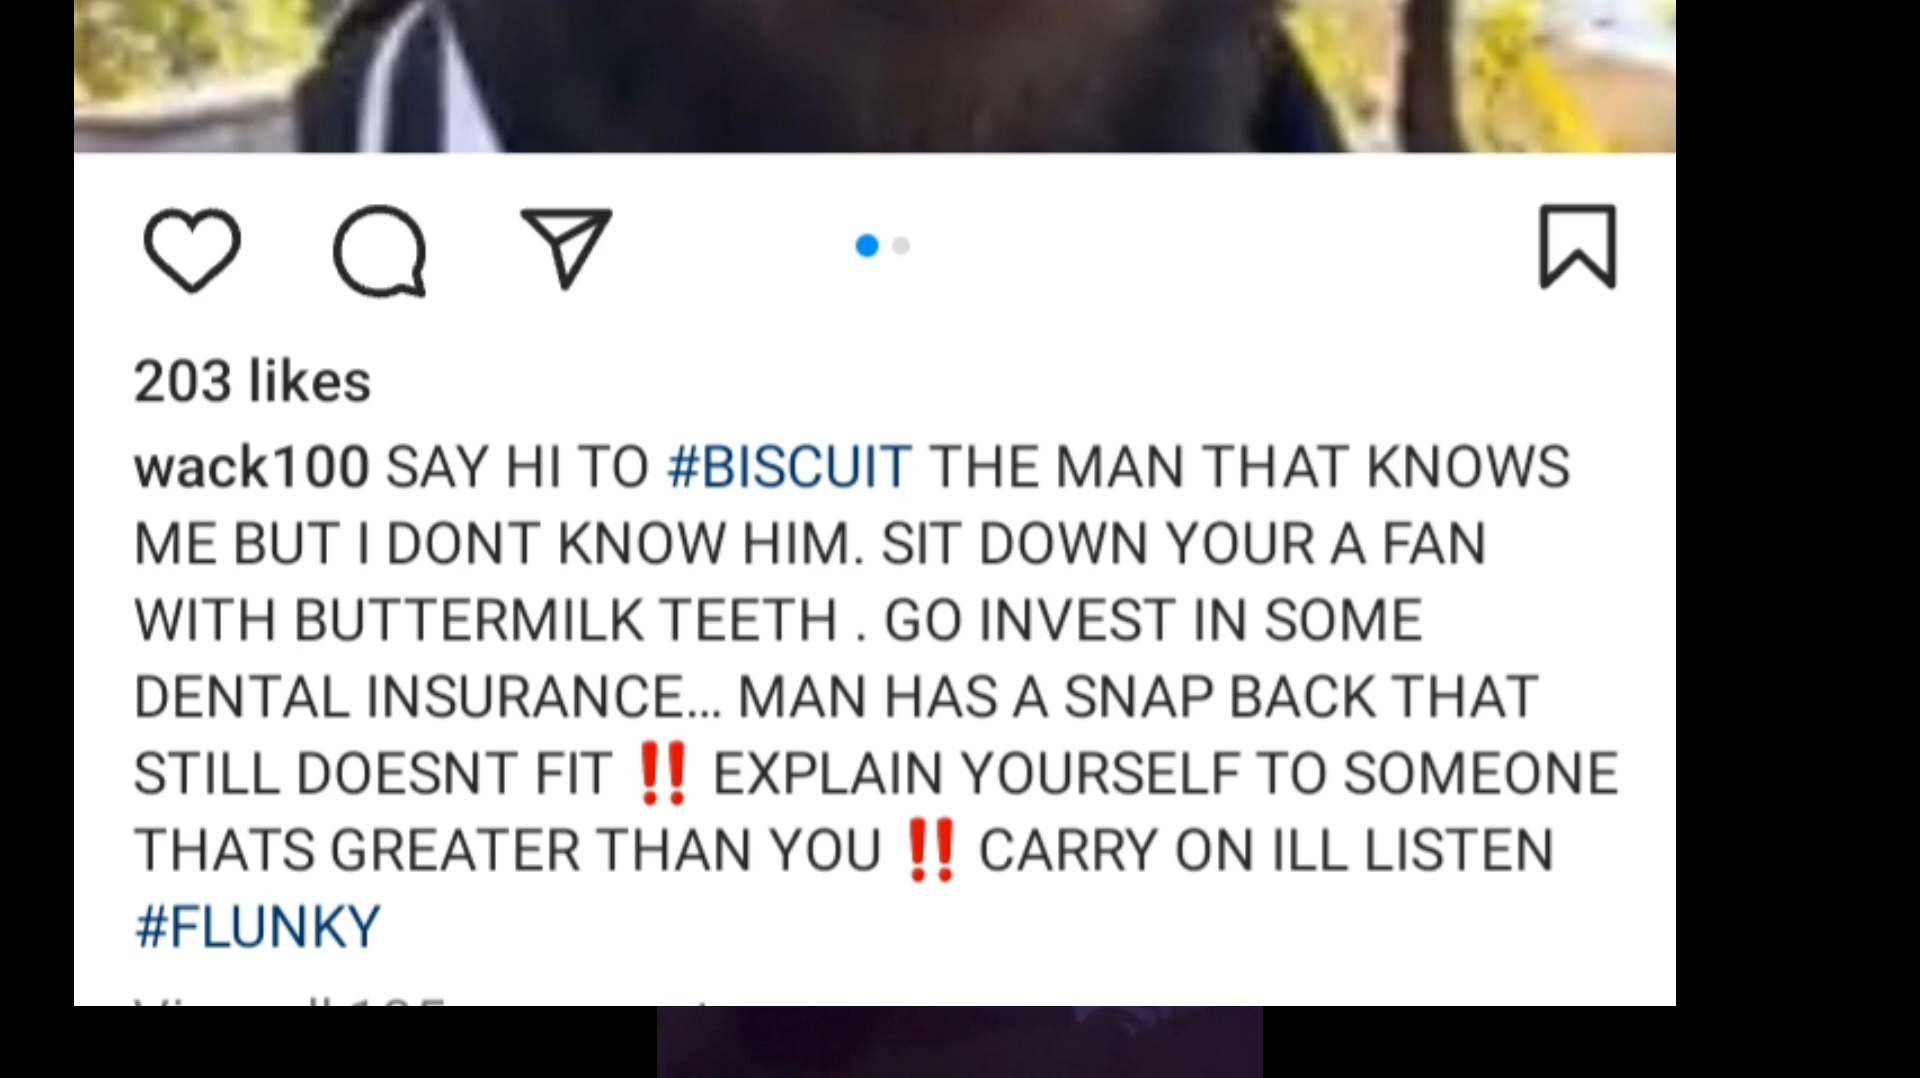 203 likes
wack100 SAY HI TO #BISCUIT THE MAN THAT KNOWS
ME BUT I DONT KNOW HIM. SIT DOWN YOUR A FAN
WITH BUTTERMILK TEETH . GO INVEST IN SOME
DENTAL INSURANCE... MAN HAS A SNAP BACK THAT
STILL DOESNT FIT ‼️ EXPLAIN YOURSELF TO SOMEONE
THATS GREATER THAN YOU ‼️ CARRY ON ILL LISTEN
#FLUNKY